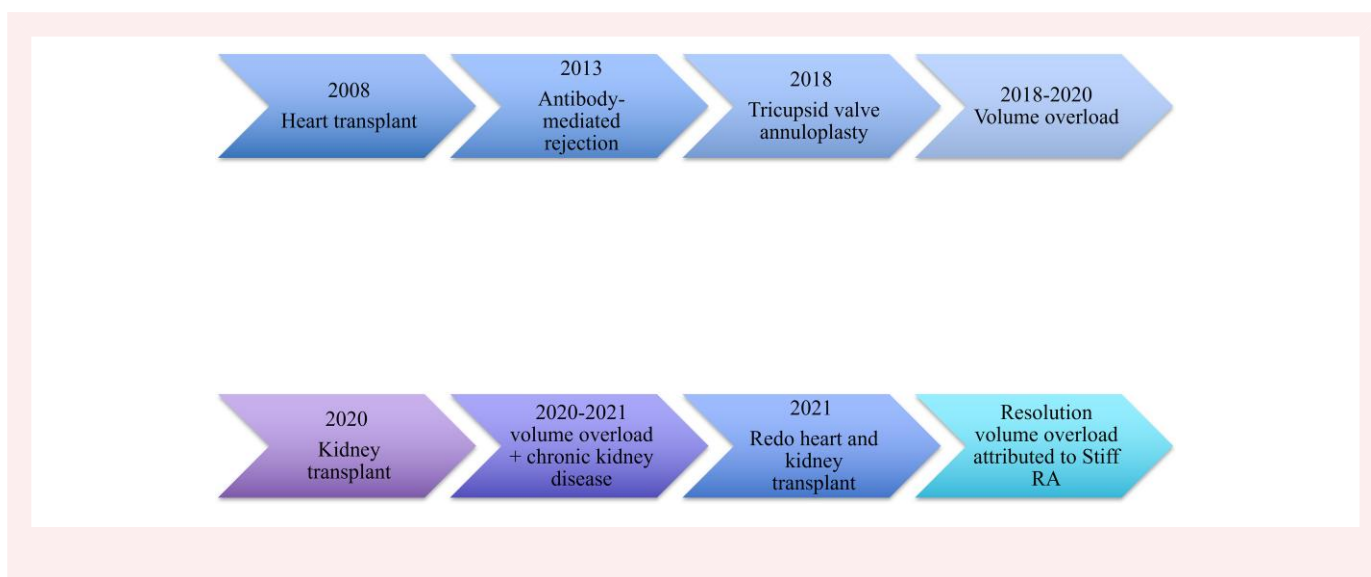 2008
Heart transplant
2013
Antibody-
mediated
rejection
2018
Tricupsid valve
annuloplasty
2018-2020
Volume overload
2020
Kidney
transplant
2020-2021
volume overload
+ chronic kidney
disease
2021
Redo heart and
kidney
transplant
Resolution
volume overload
attributed to Stiff
RA